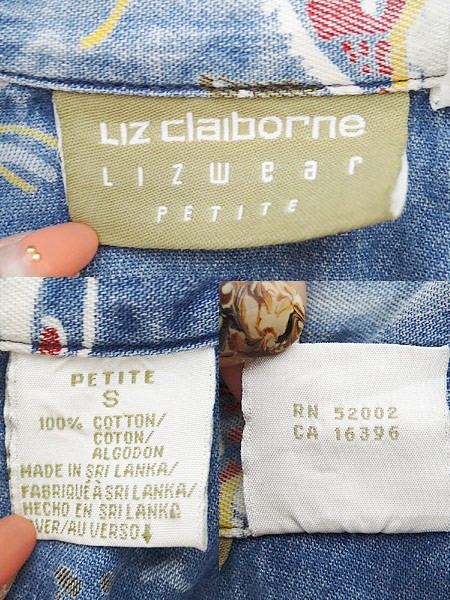 Liz claiborne
LIZwear
PETITE
PETITE
S
100% COTTON/
COTON/
ALGODON
MADE IN SRI LANKA/
FABRIQUÉ À SRI LANKA/
HECHO EN SRI LANKA
OVER/AU VERSO↓
RN 52002
CA 16396